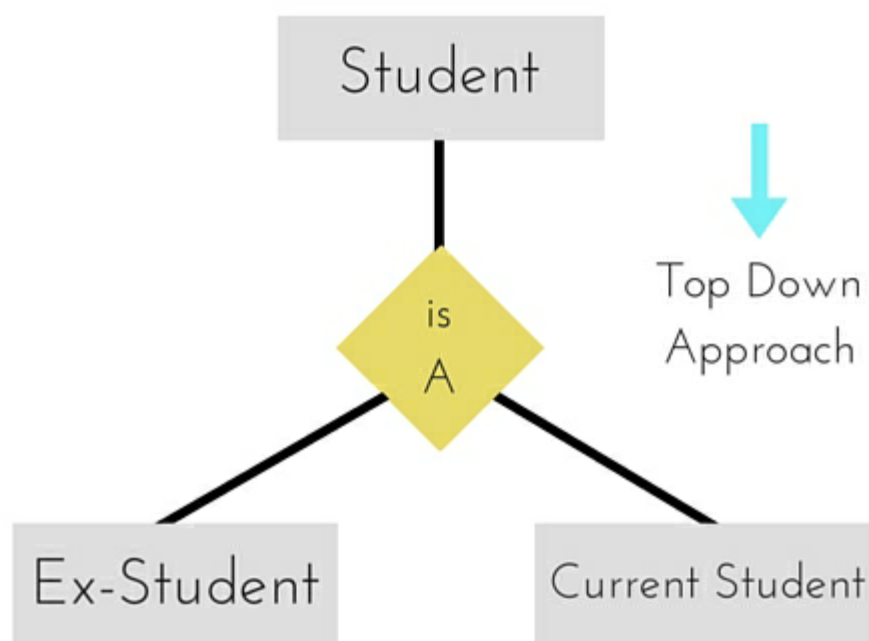 Student
is
A
Top Down
Approach
Ex-Student
Current Student